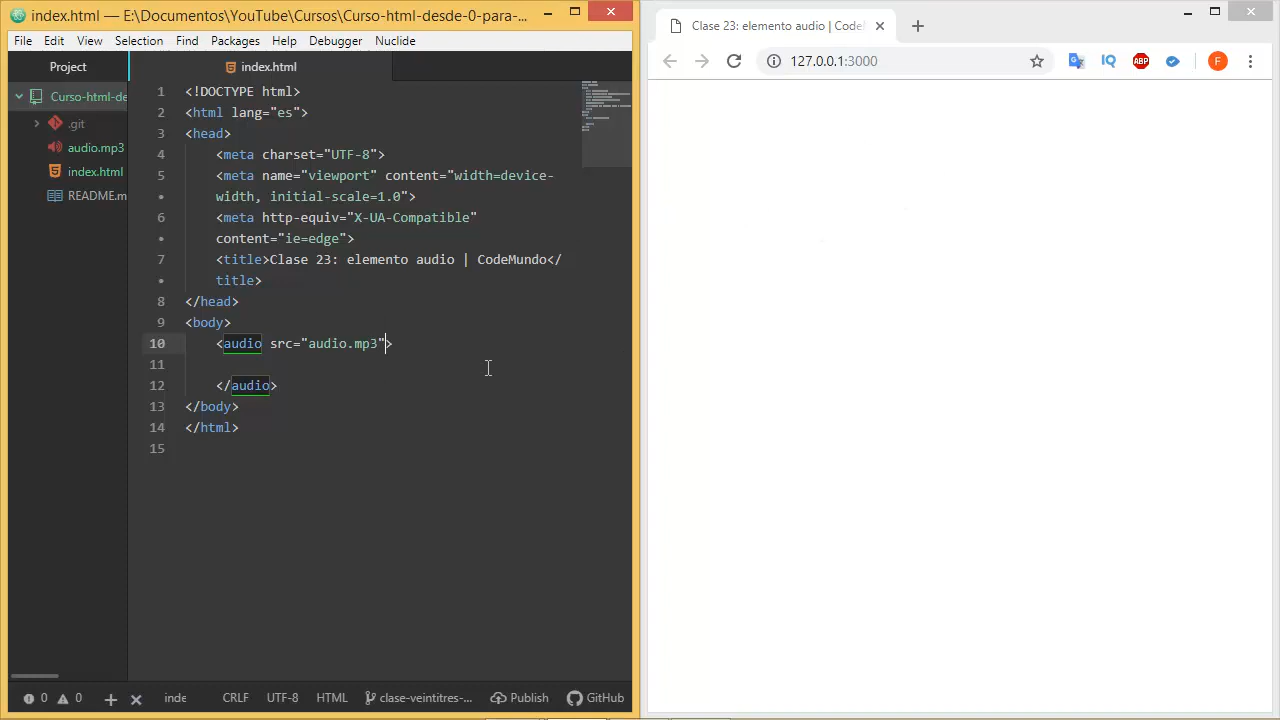 index.html — E:\Documentos\YouTube\Cursos\Curso-html-desde-0-para-...
File Edit View Selection Find Packages Help Debugger Nuclide
Project
index.html
Curso-html-de
.git
audio.mp3
index.html
README.m
1 <!DOCTYPE html>
2 <html lang="es">
3 <head>
4 <meta charset="UTF-8">
5 <meta name="viewport" content="width=device-
• width, initial-scale=1.0">
6 <meta http-equiv="X-UA-Compatible"
• content="ie=edge">
7 <title>Clase 23: elemento audio | CodeMundo</
• title>
8 </head>
9 <body>
10 <audio src="audio.mp3">
11
12 </audio>
13 </body>
14 </html>
15
0 0 + × inde CRLF UTF-8 HTML clase-veintitres-... Publish GitHub
Clase 23: elemento audio | Code
127.0.0.1:3000
IQ
ABP
F